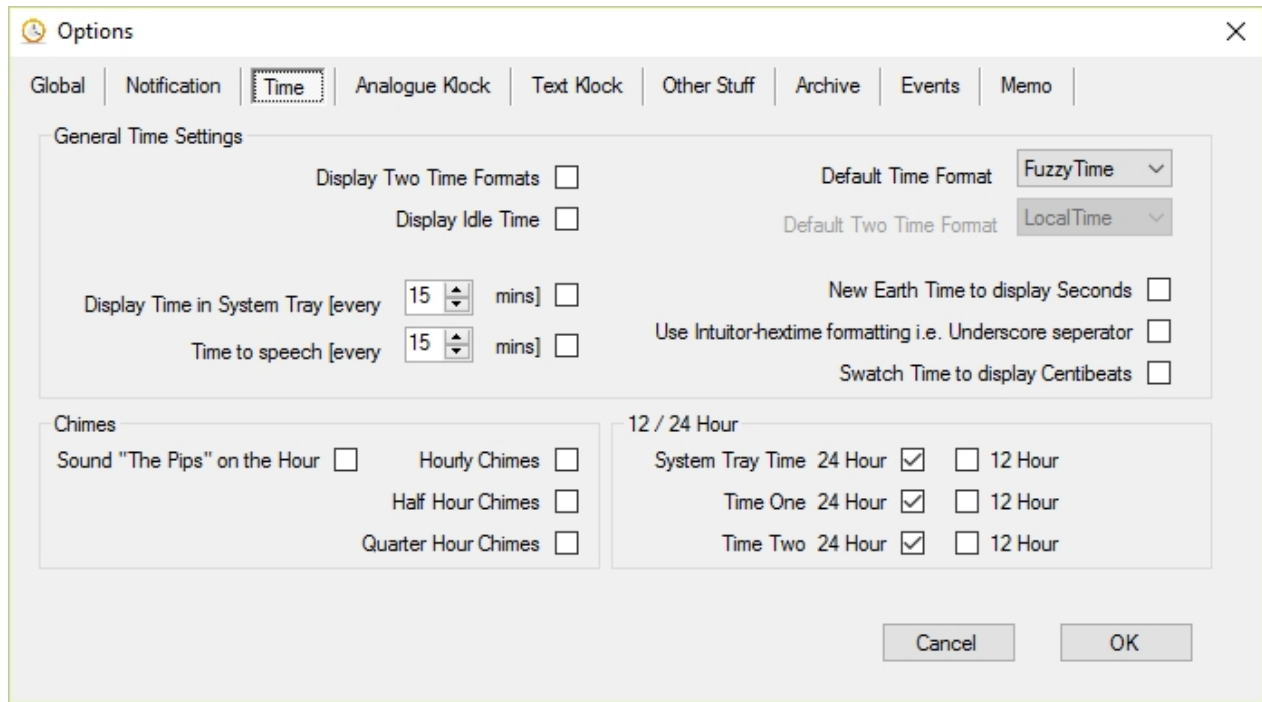 Options
Global Notification Time Analogue Klock Text Klock Other Stuff Archive Events Memo
General Time Settings
Display Two Time Formats
Default Time Format FuzzyTime
Display Idle Time
Default Two Time Format LocalTime
Display Time in System Tray [every 15 mins]
New Earth Time to display Seconds
Time to speech [every 15 mins]
Use Intuitor-hextime formatting i.e. Underscore seperator
Swatch Time to display Centibeats
Chimes
Sound "The Pips" on the Hour Hourly Chimes
Half Hour Chimes
Quarter Hour Chimes
12 / 24 Hour
System Tray Time 24 Hour 12 Hour
Time One 24 Hour 12 Hour
Time Two 24 Hour 12 Hour
Cancel OK